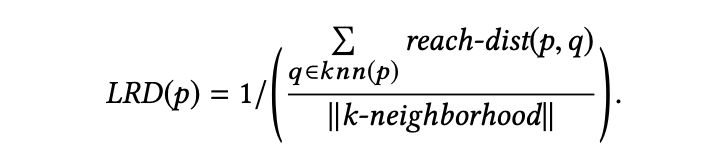 LRD(p) = 1/(∑q∈knn(p) reach-dist(p, q) / ‖k-neighborhood‖).